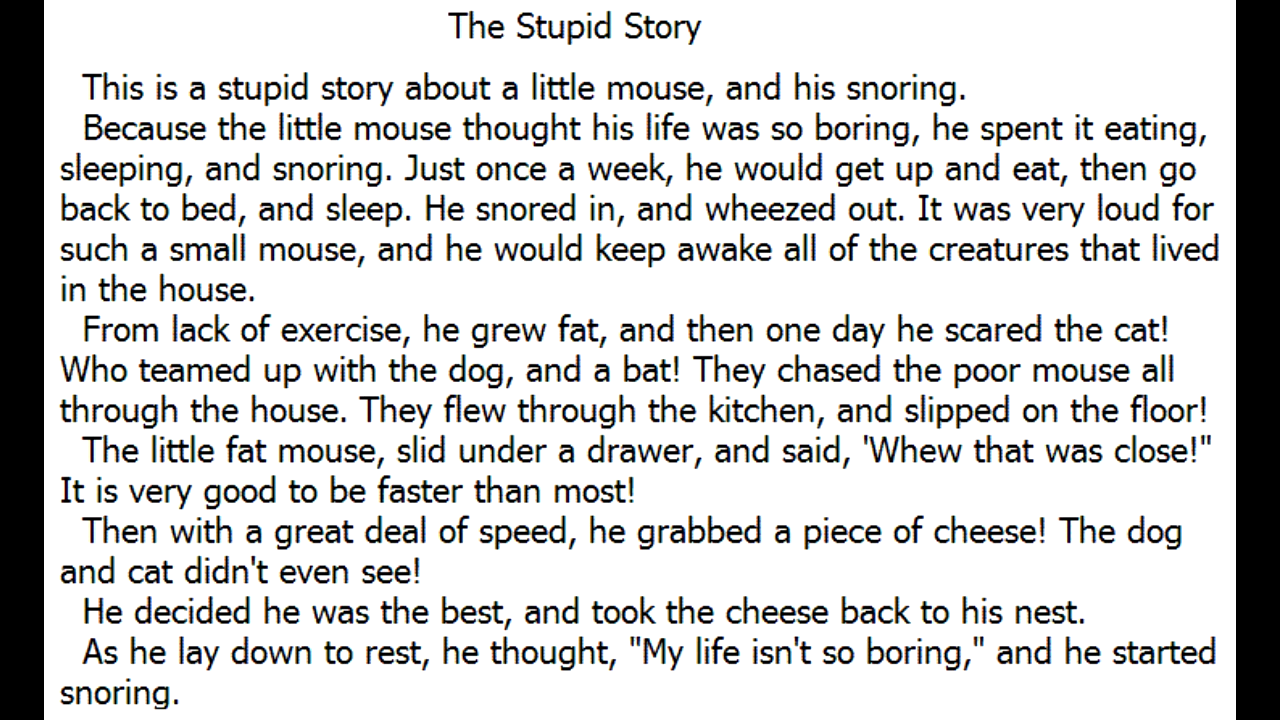 The Stupid Story
This is a stupid story about a little mouse, and his snoring.
Because the little mouse thought his life was so boring, he spent it eating,
sleeping, and snoring. Just once a week, he would get up and eat, then go
back to bed, and sleep. He snored in, and wheezed out. It was very loud for
such a small mouse, and he would keep awake all of the creatures that lived
in the house.
From lack of exercise, he grew fat, and then one day he scared the cat!
Who teamed up with the dog, and a bat! They chased the poor mouse all
through the house. They flew through the kitchen, and slipped on the floor!
The little fat mouse, slid under a drawer, and said, 'Whew that was close!"
It is very good to be faster than most!
Then with a great deal of speed, he grabbed a piece of cheese! The dog
and cat didn't even see!
He decided he was the best, and took the cheese back to his nest.
As he lay down to rest, he thought, "My life isn't so boring," and he started
snoring.